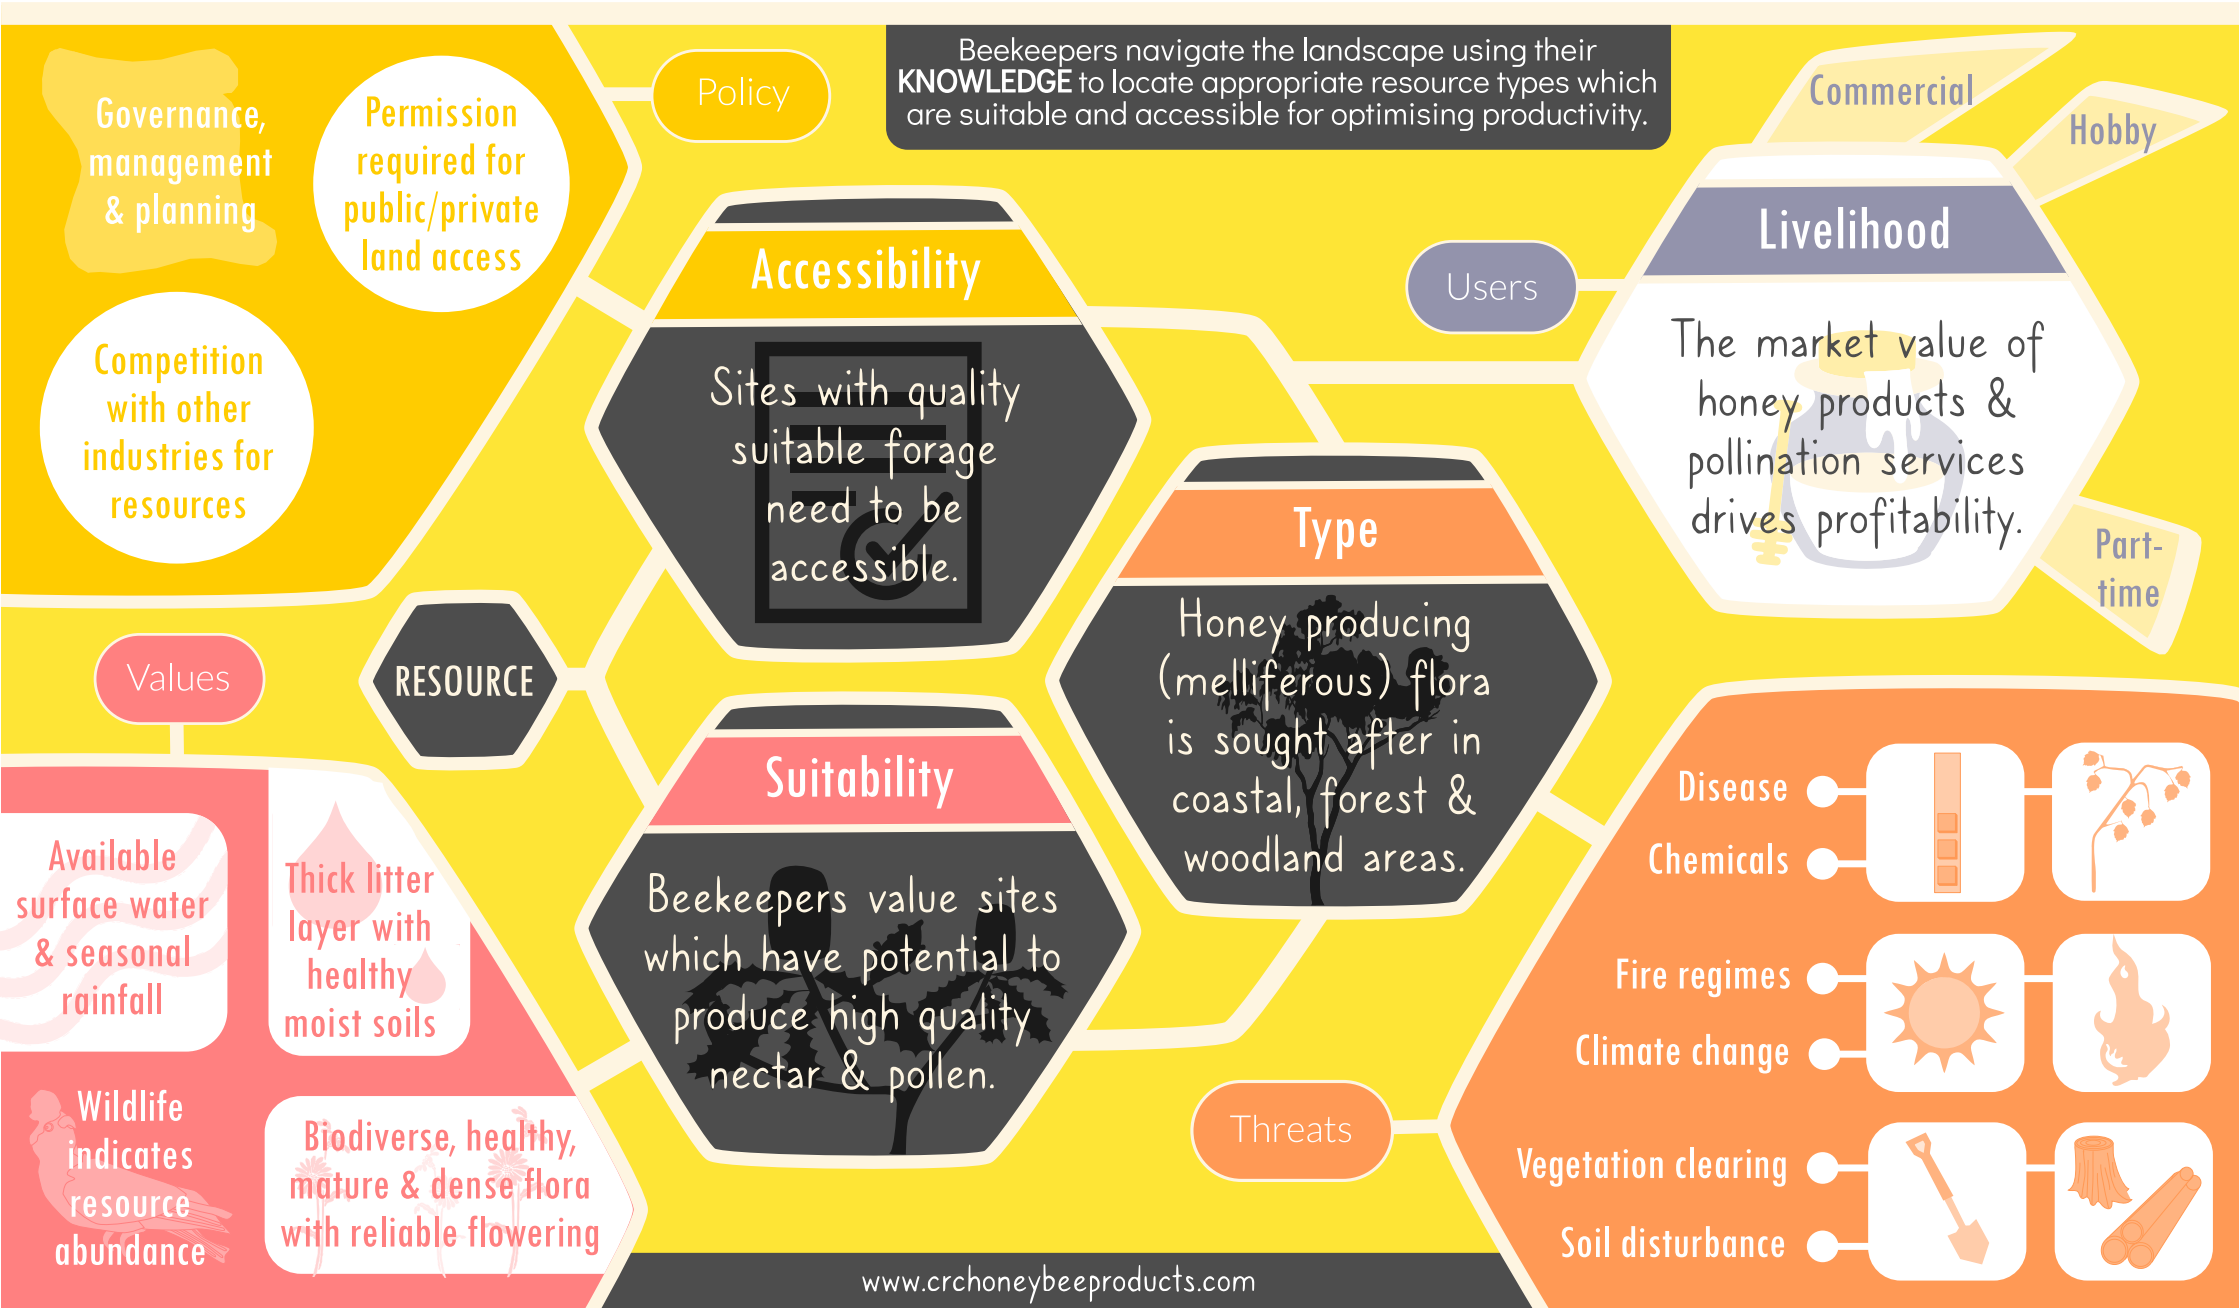 Beekeepers navigate the landscape using their
KNOWLEDGE to locate appropriate resource types which
are suitable and accessible for optimising productivity.
Policy
Governance,
management
& planning
Permission
required for
public/private
land access
Competition
with other
industries for
resources
Accessibility
Sites with quality
suitable forage
need to be
accessible.
Users
Commercial
Hobby
Livelihood
The market value of
honey products &
pollination services
drives profitability.
Part-
time
Type
Honey producing
(melliferous) flora
is sought after in
coastal, forest &
woodland areas.
RESOURCE
Values
Available
surface water
& seasonal
rainfall
Thick litter
layer with
healthy
moist soils
Wildlife
indicates
resource
abundance
Biodiverse, healthy,
mature & dense flora
with reliable flowering
Suitability
Beekeepers value sites
which have potential to
produce high quality
nectar & pollen.
Threats
Disease
Chemicals
Fire regimes
Climate change
Vegetation clearing
Soil disturbance
www.crchoneybeeproducts.com